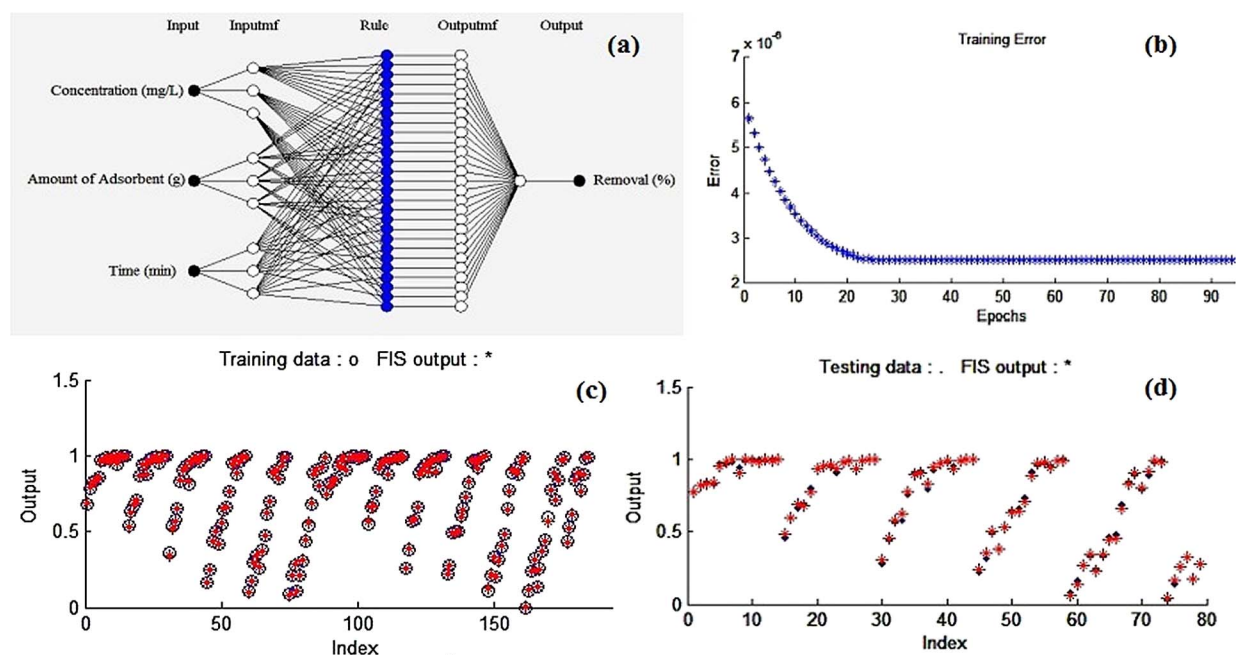 Input Inputmf Rule Outputmf Output
(a)
Concentration (mg/L)
Amount of Adsorbent (g)
Removal (%)
Time (min)
Training Error
(b)
x 10⁻⁶
7
6
5
4
3
2
Error
0 10 20 30 40 50 60 70 80 90
Epochs
Training data : o FIS output : *
(c)
1.5
1
0.5
0
Output
0 50 100 150
Index
Testing data : . FIS output : *
(d)
1.5
1
0.5
0
Output
0 10 20 30 40 50 60 70 80
Index